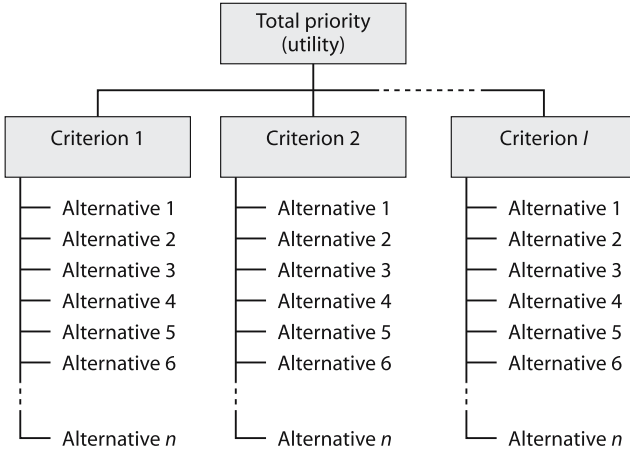 Total priority
(utility)
Criterion 1
Criterion 2
Criterion l
Alternative 1
Alternative 2
Alternative 3
Alternative 4
Alternative 5
Alternative 6
Alternative n
Alternative 1
Alternative 2
Alternative 3
Alternative 4
Alternative 5
Alternative 6
Alternative n
Alternative 1
Alternative 2
Alternative 3
Alternative 4
Alternative 5
Alternative 6
Alternative n